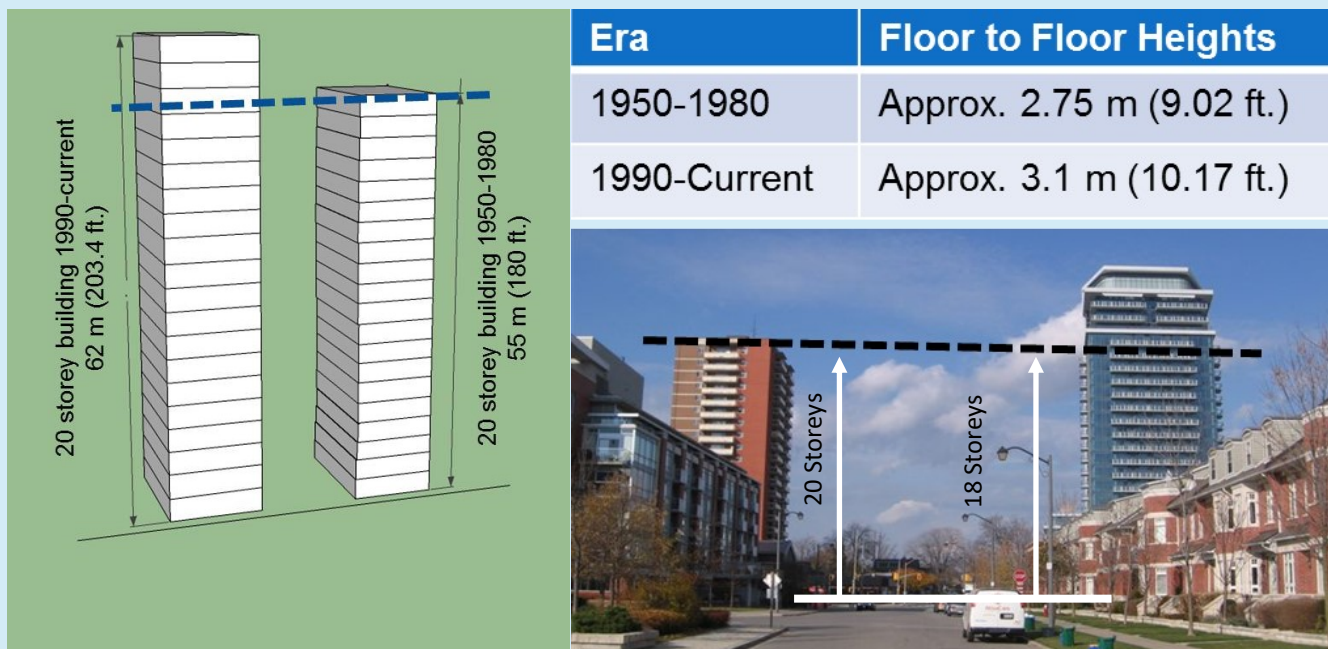 20 storey building 1990-current
62 m (203.4 ft.)
20 storey building 1950-1980
55 m (180 ft.)
Era Floor to Floor Heights
1950-1980 Approx. 2.75 m (9.02 ft.)
1990-Current Approx. 3.1 m (10.17 ft.)
20 Storeys
18 Storeys